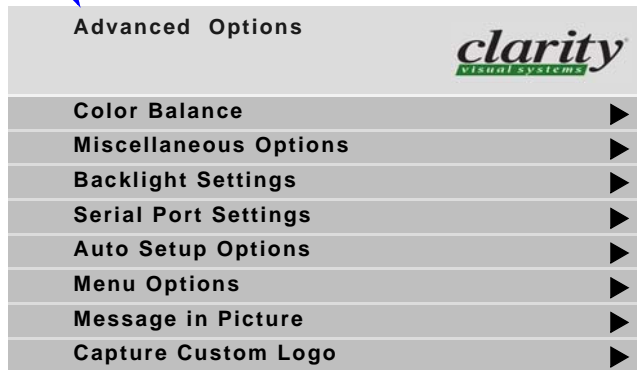 Advanced Options
clarity
visual systems
Color Balance
Miscellaneous Options
Backlight Settings
Serial Port Settings
Auto Setup Options
Menu Options
Message in Picture
Capture Custom Logo